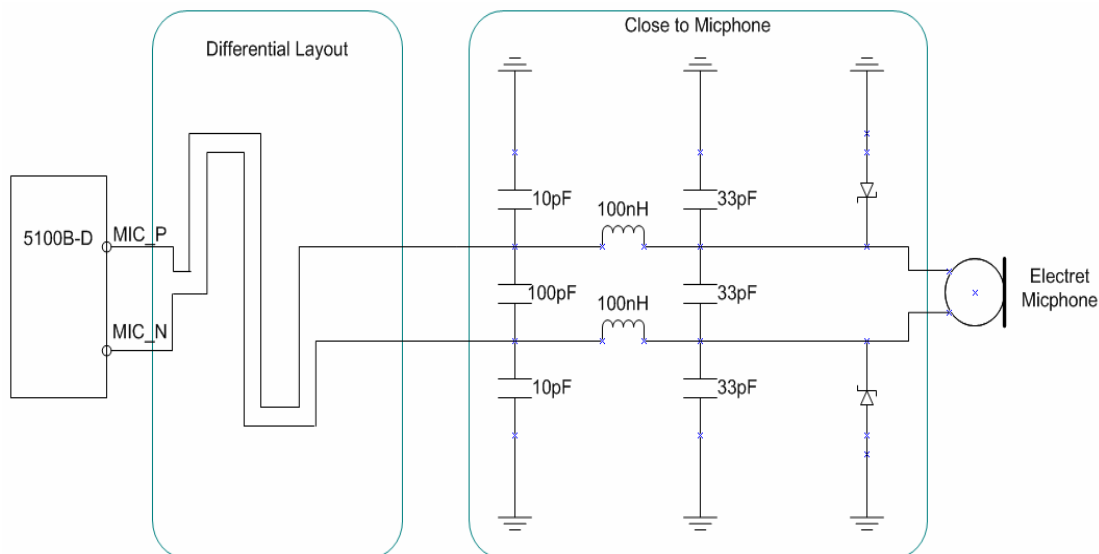 Close to Micphone
Differential Layout
10pF
33pF
100nH
5100B-D
MIC_P
100pF
33pF
Electret
Micphone
100nH
MIC_N
10pF
33pF